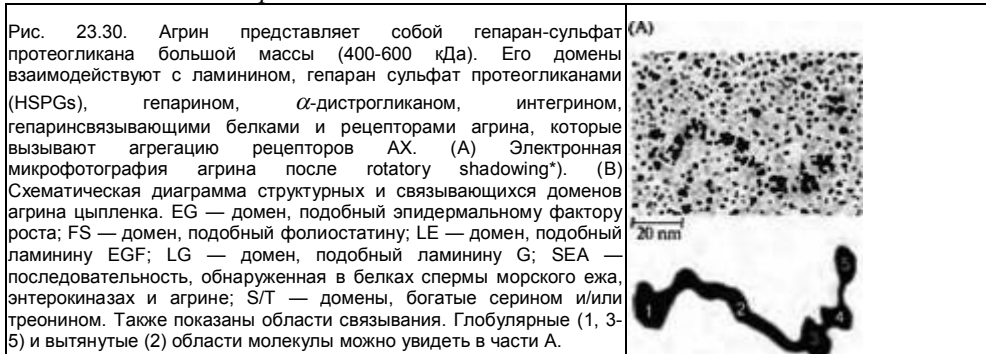 Рис. 23.30. Агрин представляет собой гепаран-сульфат
протеогликана большой массы (400-600 кДа). Его домены
взаимодействуют с ламинином, гепаран сульфат протеогликанами
(HSPGs), гепарином, α-дистрогликаном, интегрином,
гепаринсвязывающими белками и рецепторами агрина, которые
вызывают агрегацию рецепторов АХ. (А) Электронная
микрофотография агрина после rotatory shadowing*). (В)
Схематическая диаграмма структурных и связывающихся доменов
агрина цыпленка. EG — домен, подобный эпидермальному фактору
роста; FS — домен, подобный фолиостатину; LE — домен, подобный
ламинину EGF; LG — домен, подобный ламинину G; SEA —
последовательность, обнаруженная в белках спермы морского ежа,
энтерокиназах и агрине; S/T — домены, богатые серином и/или
треонином. Также показаны области связывания. Глобулярные (1, 3-
5) и вытянутые (2) области молекулы можно увидеть в части А.
(A)
20 nm
5
1
2
4
3